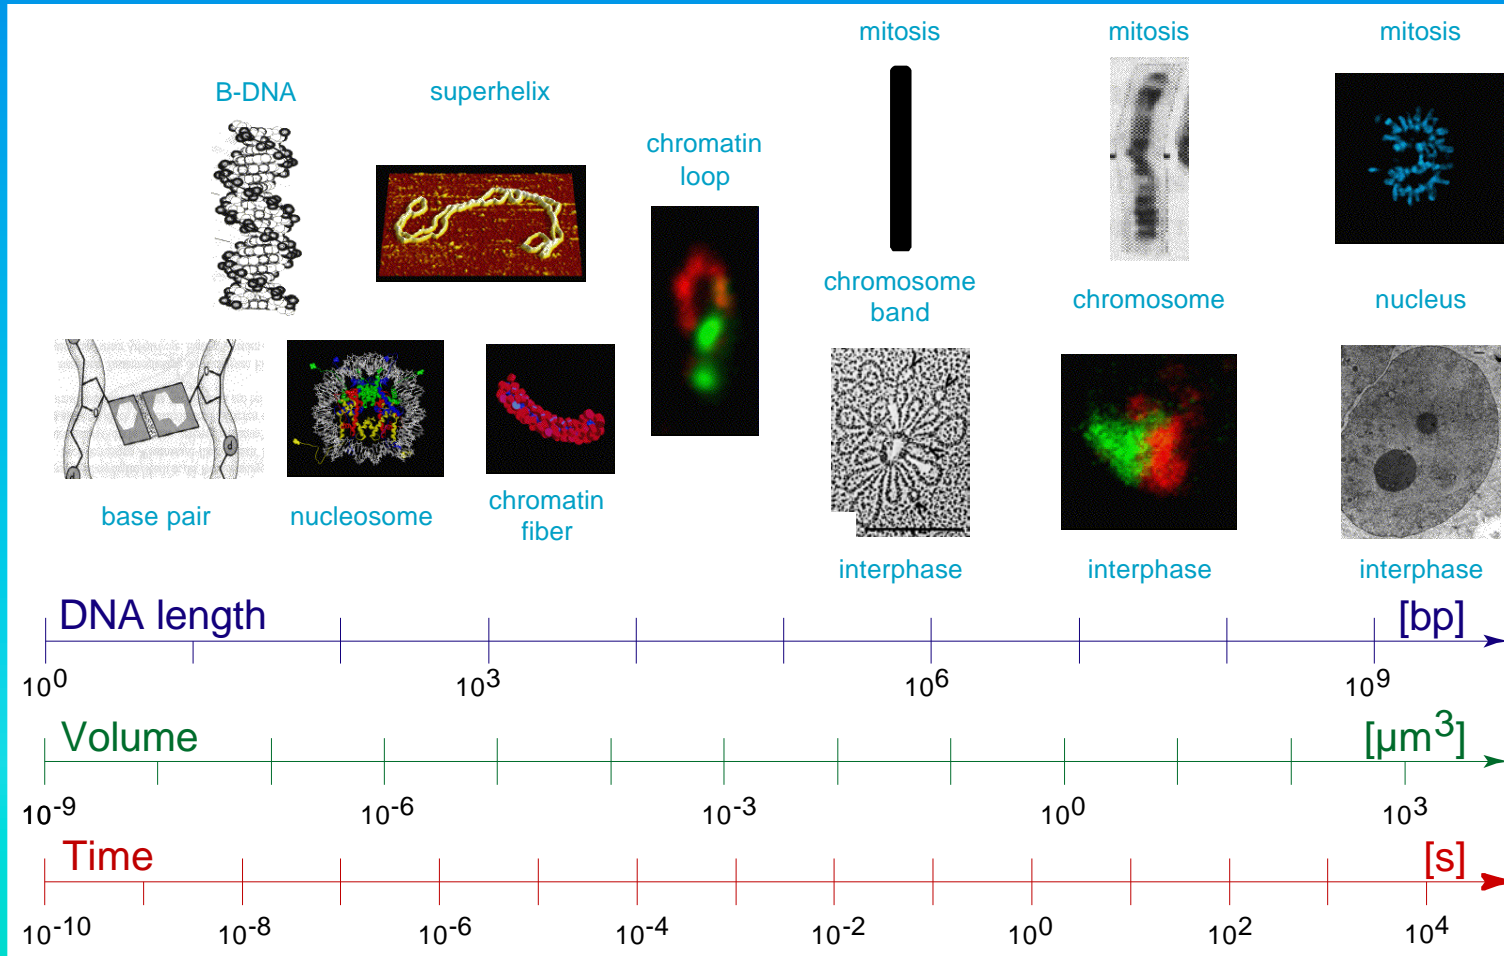 mitosis
mitosis
mitosis
B-DNA
superhelix
chromatin
loop
chromosome
band
chromosome
nucleus
base pair
nucleosome
chromatin
fiber
interphase
interphase
interphase
DNA length
[bp]
10^0
10^3
10^6
10^9
Volume
[µm^3]
10^-9
10^-6
10^-3
10^0
10^3
Time
[s]
10^-10
10^-8
10^-6
10^-4
10^-2
10^0
10^2
10^4